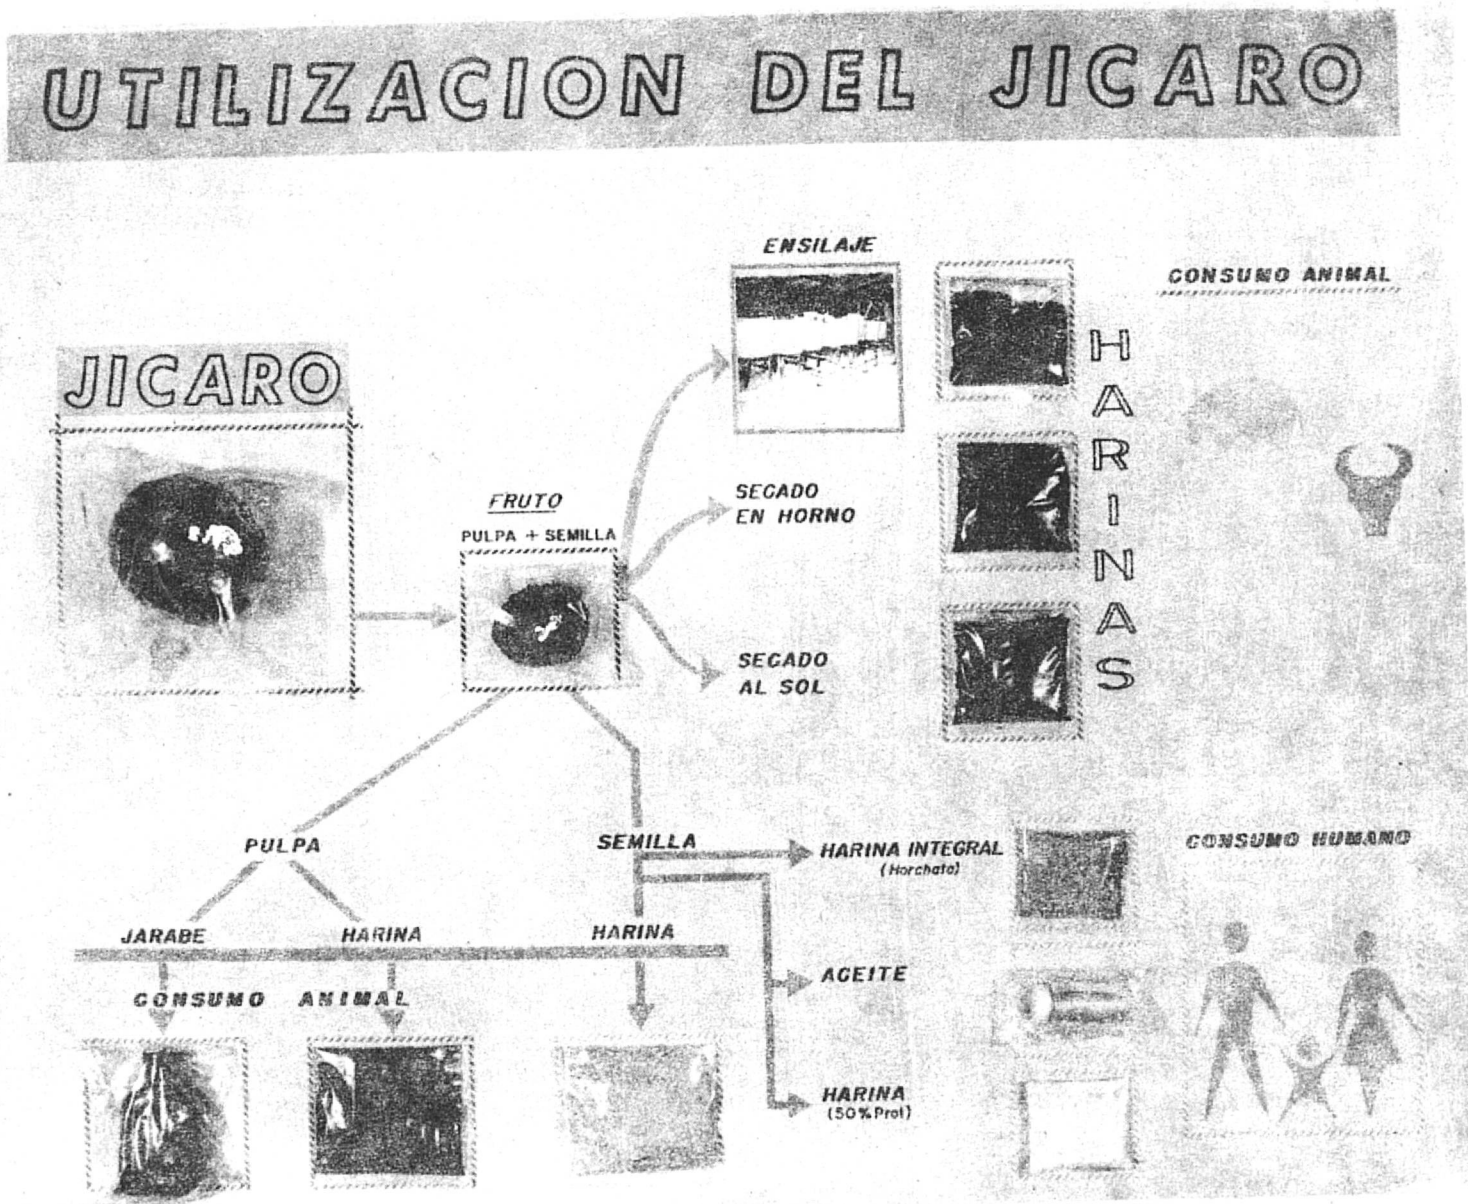 UTILIZACION DEL JICARO
JICARO
FRUTO
PULPA + SEMILLA
ENSILAJE
SECADO
EN HORNO
SECADO
AL SOL
HARINAS
CONSUMO ANIMAL
PULPA
JARABE
HARINA
CONSUMO ANIMAL
SEMILLA
HARINA
HARINA INTEGRAL
(Horchata)
ACEITE
HARINA
(50% Prot)
CONSUMO HUMANO